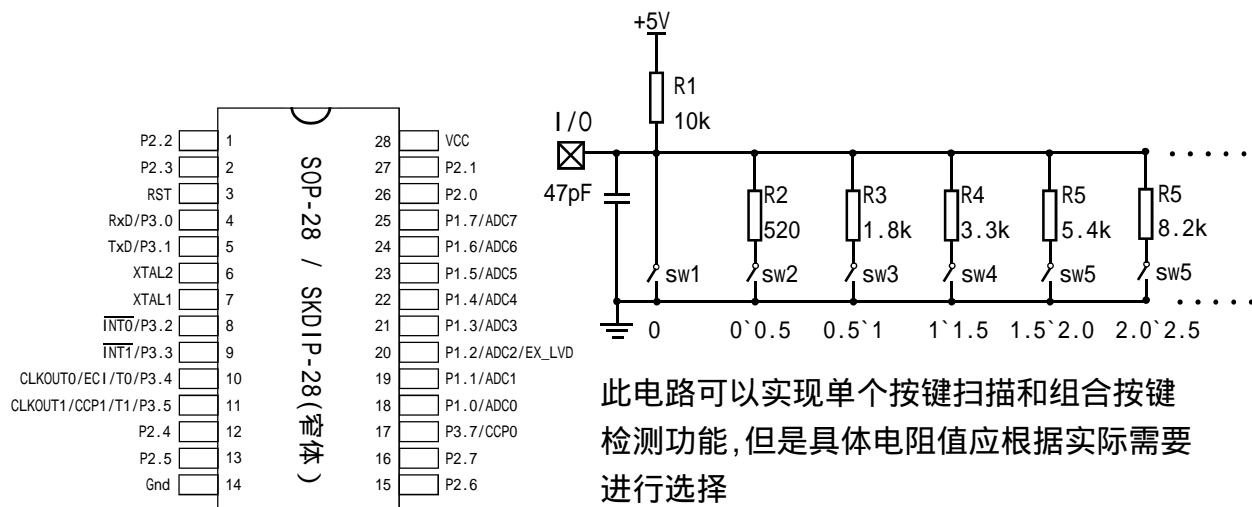 +5V
R1
10k
I/O
47pF
R2
520
R3
1.8k
R4
3.3k
R5
5.4k
R5
8.2k
sw1
sw2
sw3
sw4
sw5
sw5
0
0`0.5
0.5`1
1`1.5
1.5`2.0
2.0`2.5
P2.2 1
P2.3 2
RST 3
RxD/P3.0 4
TxD/P3.1 5
XTAL2 6
XTAL1 7
INT0/P3.2 8
INT1/P3.3 9
CLKOUT0/ECI/T0/P3.4 10
CLKOUT1/CCP1/T1/P3.5 11
P2.4 12
P2.5 13
Gnd 14
SOP-28 / SKDIP-28(窄体)
28 VCC
27 P2.1
26 P2.0
25 P1.7/ADC7
24 P1.6/ADC6
23 P1.5/ADC5
22 P1.4/ADC4
21 P1.3/ADC3
20 P1.2/ADC2/EX_LVD
19 P1.1/ADC1
18 P1.0/ADC0
17 P3.7/CCP0
16 P2.7
15 P2.6
此电路可以实现单个按键扫描和组合按键
检测功能,但是具体电阻值应根据实际需要
进行选择